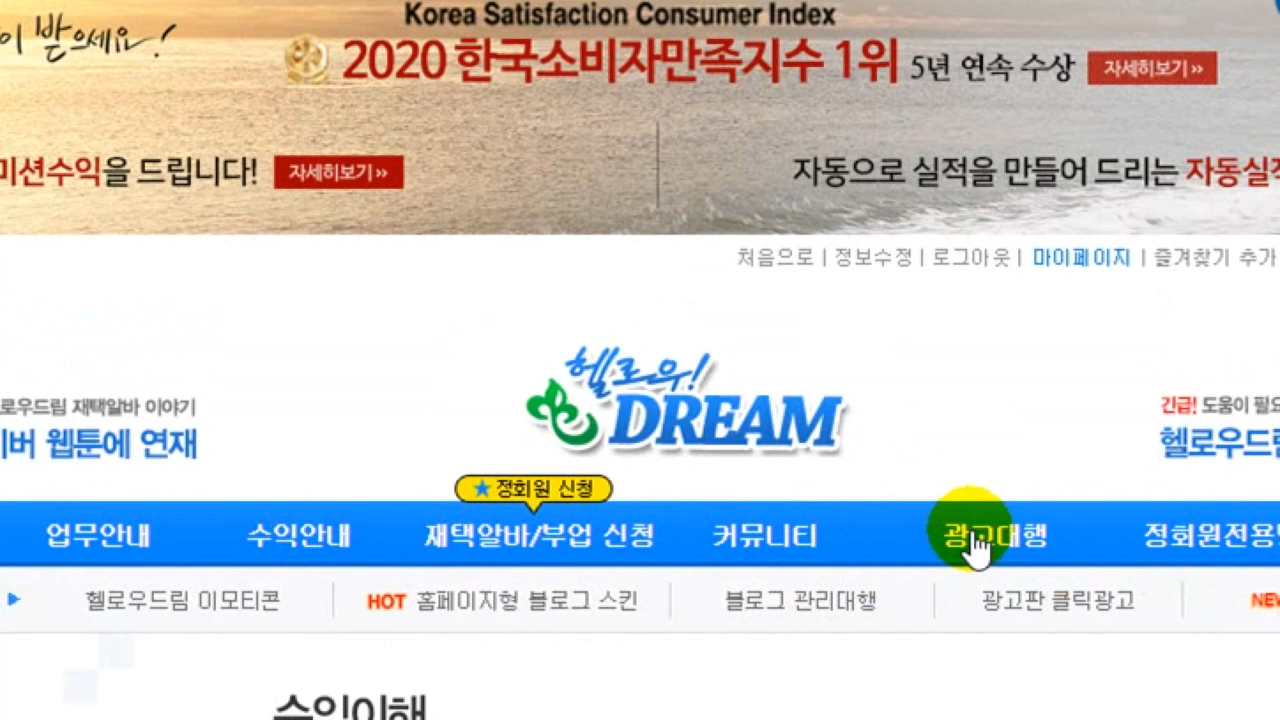 Korea Satisfaction Consumer Index
이 받으세요~!
2020 한국소비자만족지수 1위 5년 연속 수상 자세히보기»
미션수익을 드립니다! 자세히보기»
자동으로 실적을 만들어 드리는 자동실적
처음으로 | 정보수정 | 로그아웃 | 마이페이지 | 즐겨찾기 추가
헬로우!
DREAM
로우드림 재택알바 이야기
이버 웹툰에 연재
긴급! 도움이 필요
헬로우드림
★정회원 신청
업무안내 수익안내 재택알바/부업 신청 커뮤니티 광고대행 정회원전용
헬로우드림 이모티콘 HOT 홈페이지형 블로그 스킨 블로그 관리대행 광고판 클릭광고 NEW
수익이해